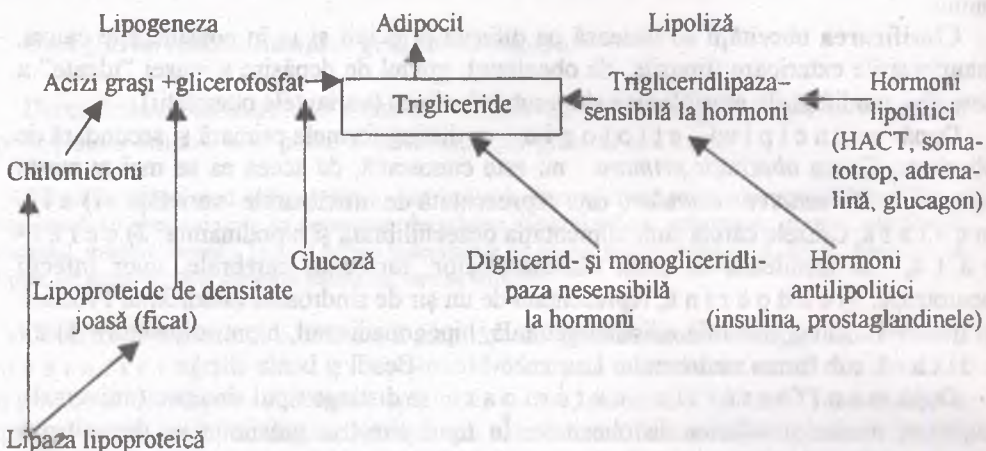 Lipogeneza Adipocit Lipoliză
Acizi grași +glicerofosfat
Trigliceride
Trigliceridlipaza
sensibilă la hormoni
Hormoni
lipolitici
(HACT soma-
totrop, adrena-
lină, glucagon)
Chilomicroni
Glucoză
Lipoproteide de densitate
joasă (ficat)
Diglicerid- și monogliceridli-
paza nesensibilă
la hormoni
Hormoni
antilipolitici
(insulina, prostaglandinele)
Lipaza lipoproteică